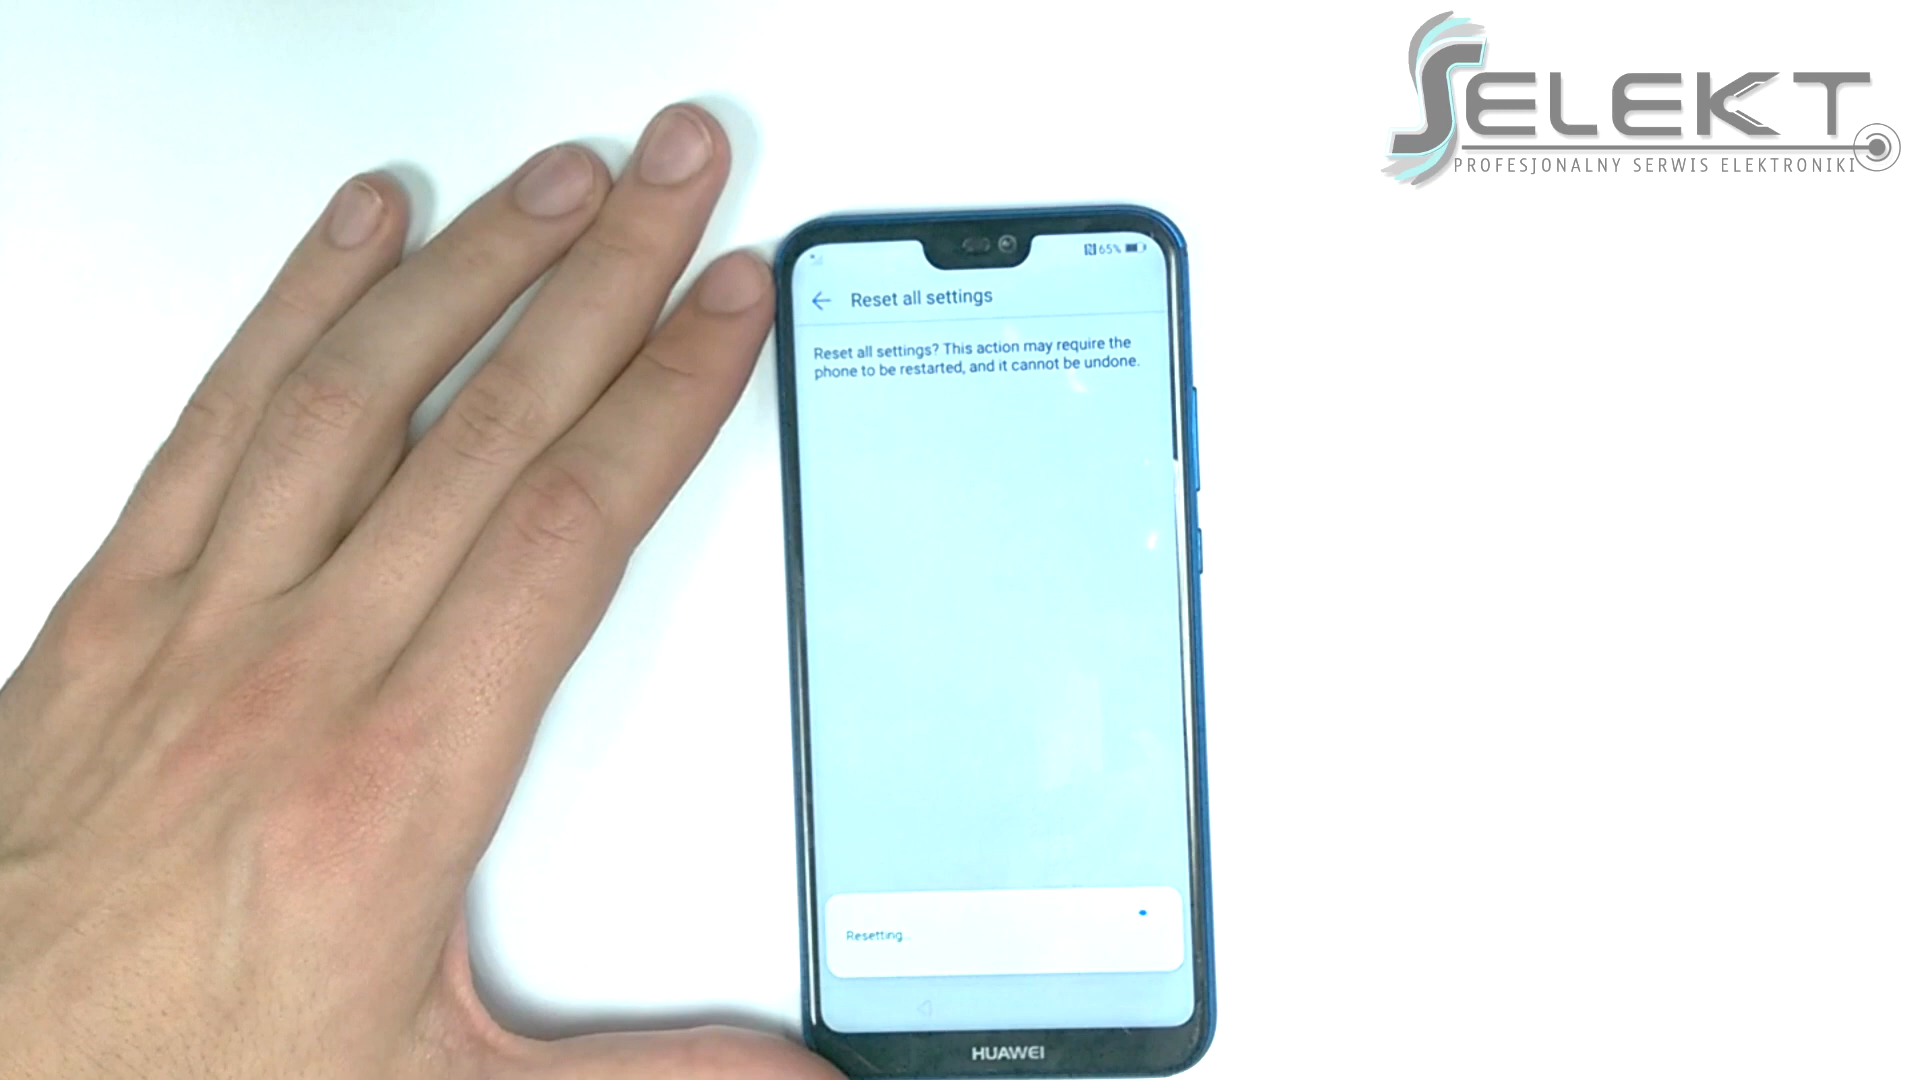 SELEKT
PROFESJONALNY SERWIS ELEKTRONIKI
65%
Reset all settings
Reset all settings? This action may require the
phone to be restarted, and it cannot be undone.
Resetting...
HUAWEI